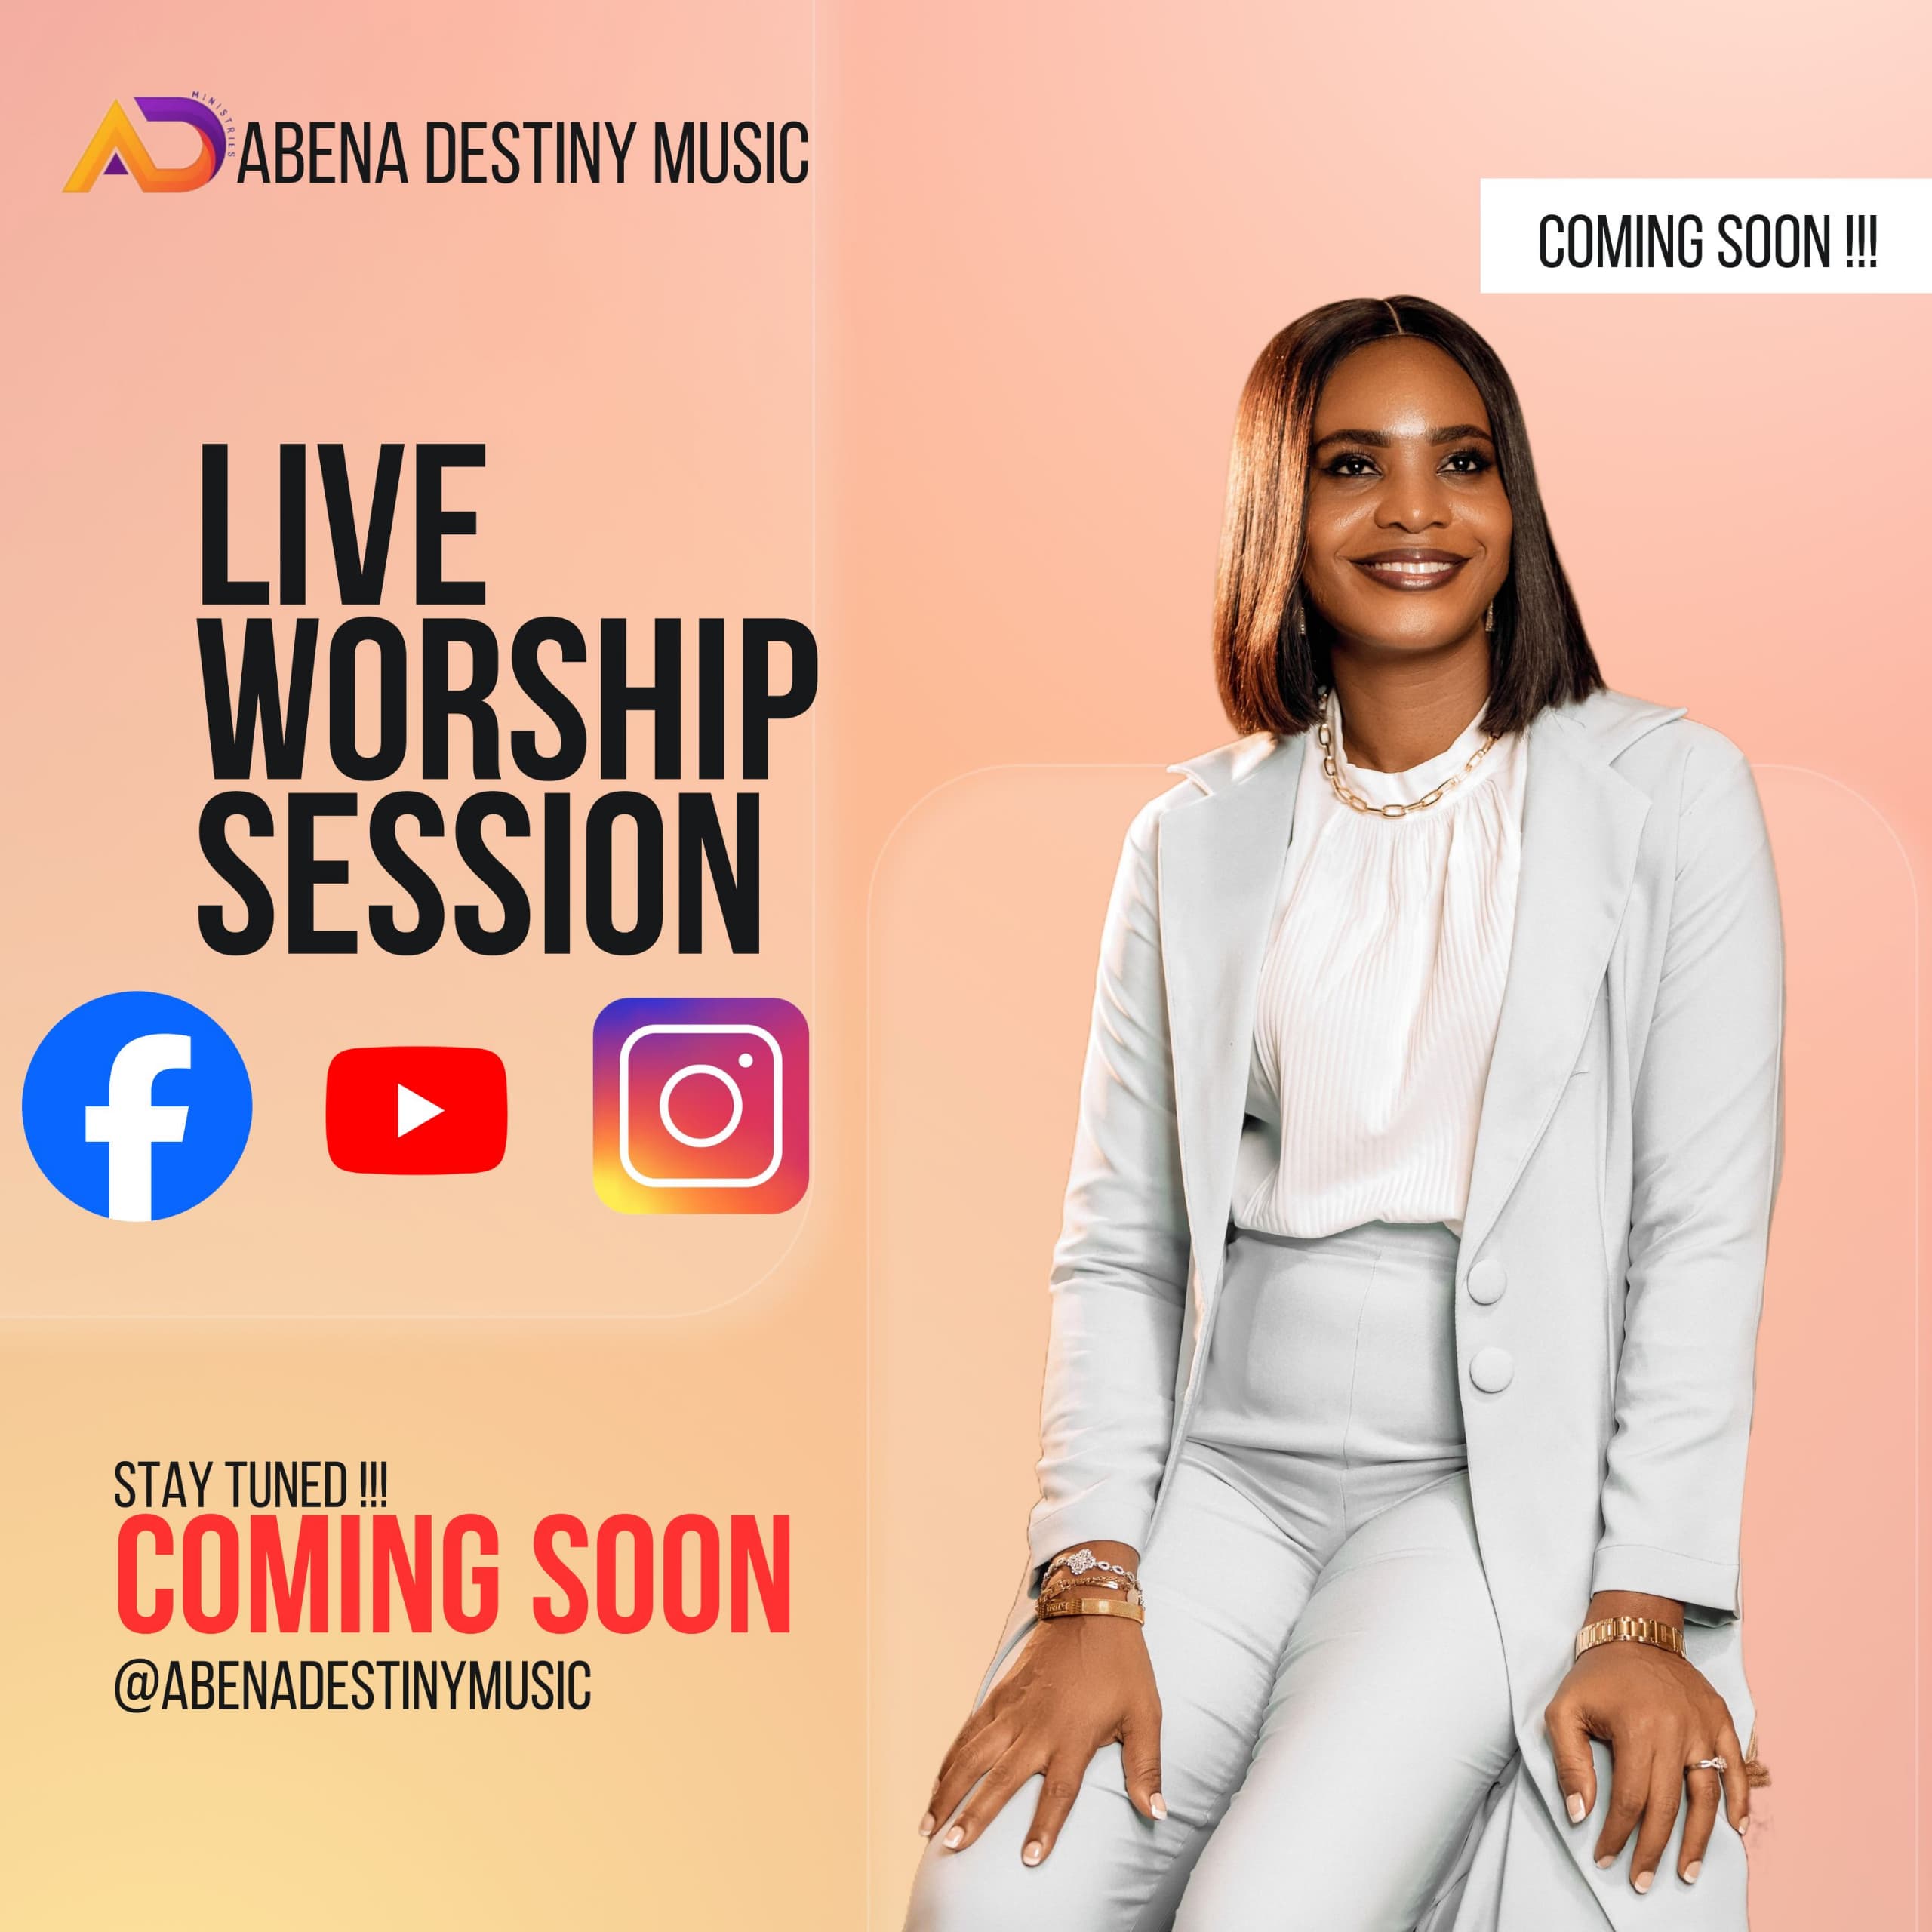 MINISTRIES
ABENA DESTINY MUSIC
COMING SOON !!!
LIVE
WORSHIP
SESSION
STAY TUNED !!!
COMING SOON
@ABENADESTINYMUSIC